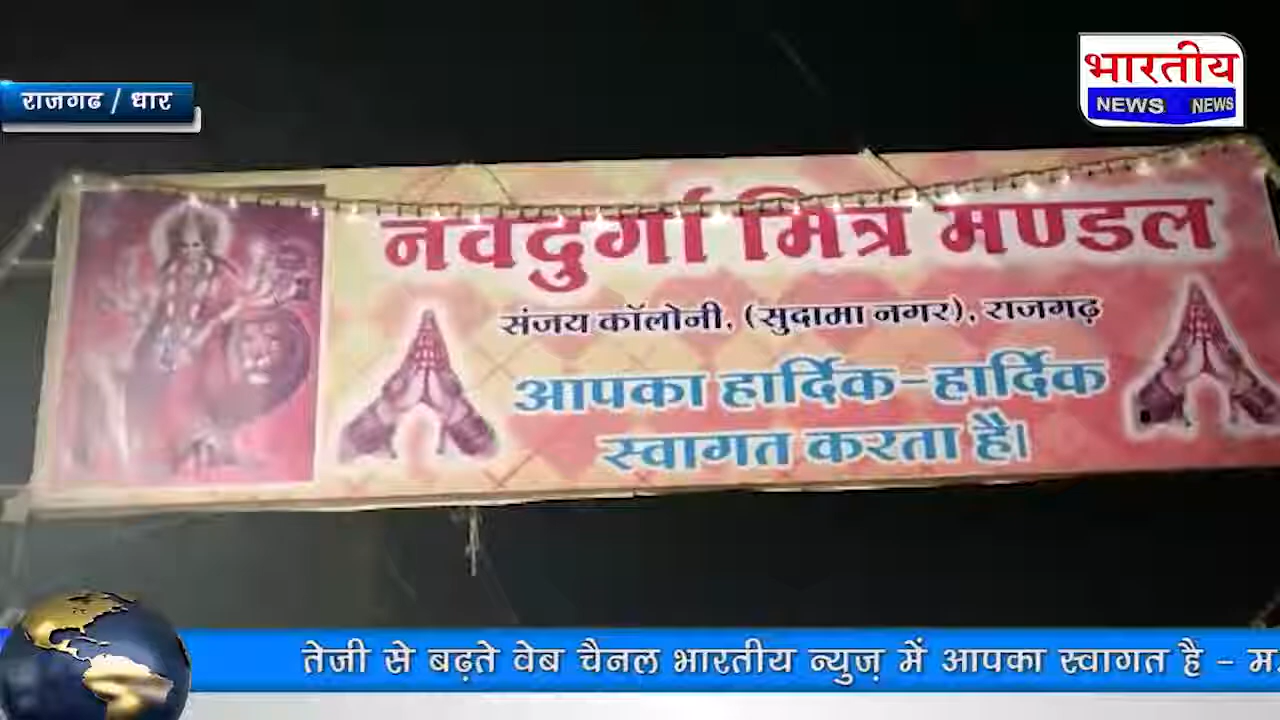 भारतीय
NEWS NEWS
राजगढ / धार
नवदुर्गा मित्र मण्डल
संजय कॉलोनी, (सुदामा नगर), राजगढ़
आपका हार्दिक-हार्दिक
स्वागत करता है।
तेजी से बढ़ते वेब चैनल भारतीय न्युज़ में आपका स्वागत है -